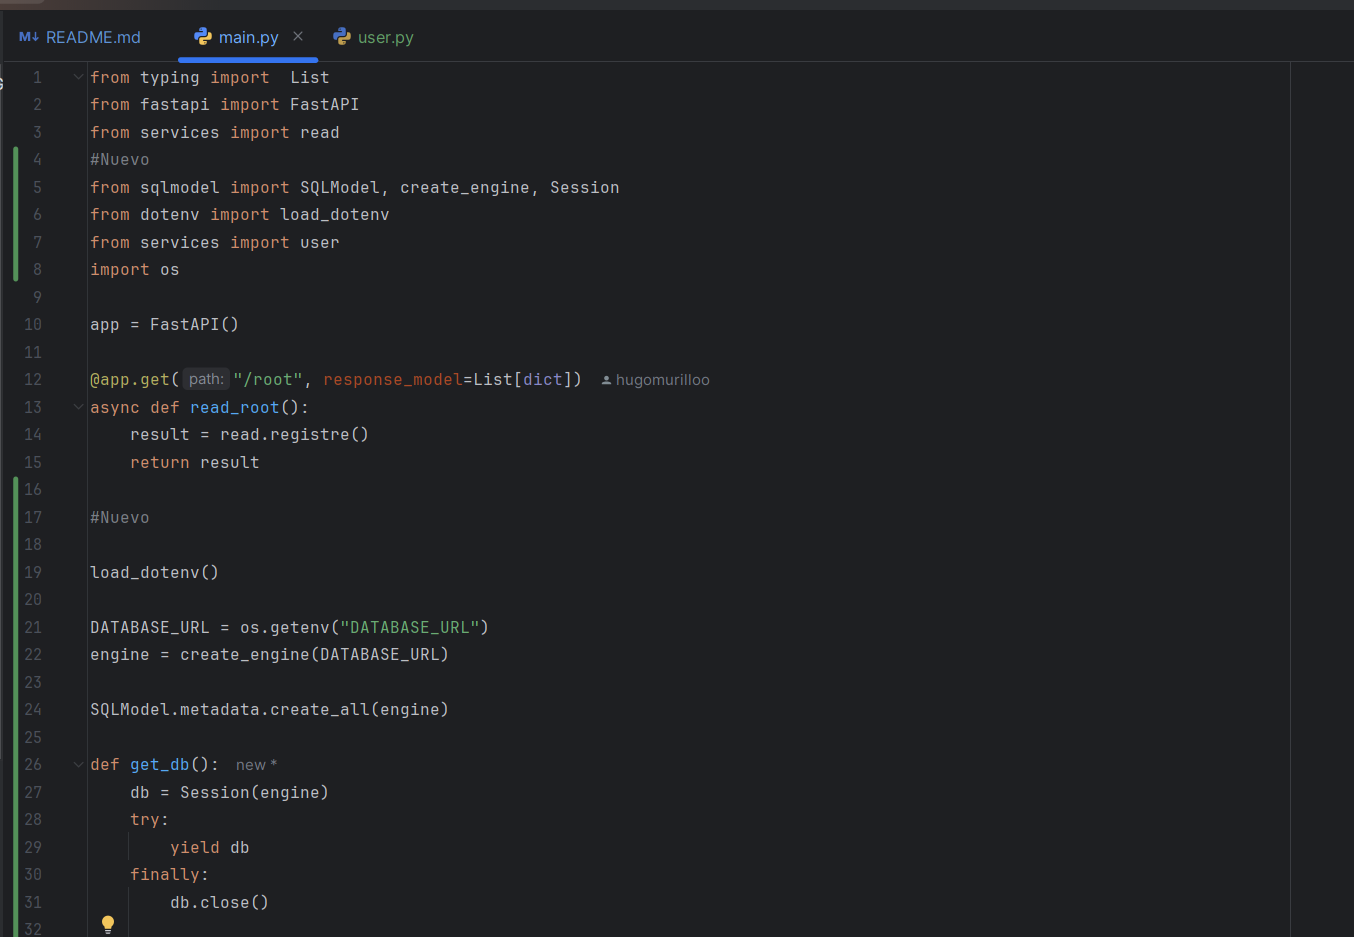 M↓ README.md main.py × user.py
1 from typing import  List
2 from fastapi import FastAPI
3 from services import read
4 #Nuevo
5 from sqlmodel import SQLModel, create_engine, Session
6 from dotenv import load_dotenv
7 from services import user
8 import os
9
10 app = FastAPI()
11
12 @app.get( path: "/root", response_model=List[dict]) hugomurilloo
13 async def read_root():
14     result = read.registre()
15     return result
16
17 #Nuevo
18
19 load_dotenv()
20
21 DATABASE_URL = os.getenv("DATABASE_URL")
22 engine = create_engine(DATABASE_URL)
23
24 SQLModel.metadata.create_all(engine)
25
26 def get_db(): new *
27     db = Session(engine)
28     try:
29         yield db
30     finally:
31         db.close()
32